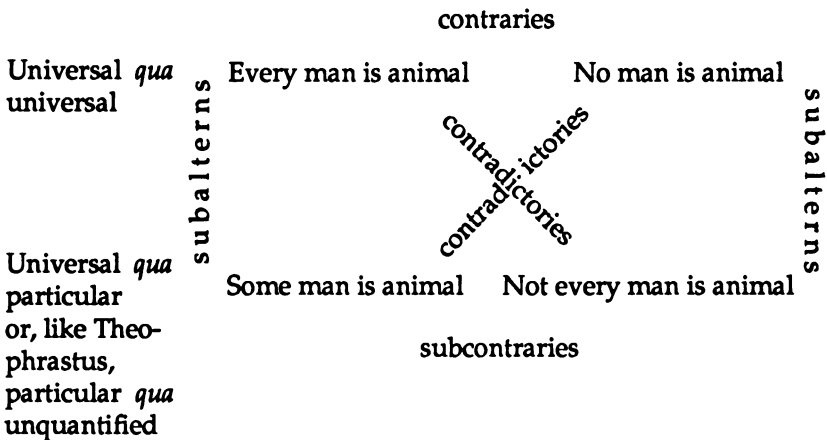 contraries
Universal qua
universal
Every man is animal
No man is animal
subalterns
contradictories
contradictories
subalterns
Universal qua
particular
or, like Theo-
phrastus,
particular qua
unquantified
Some man is animal
Not every man is animal
subcontraries